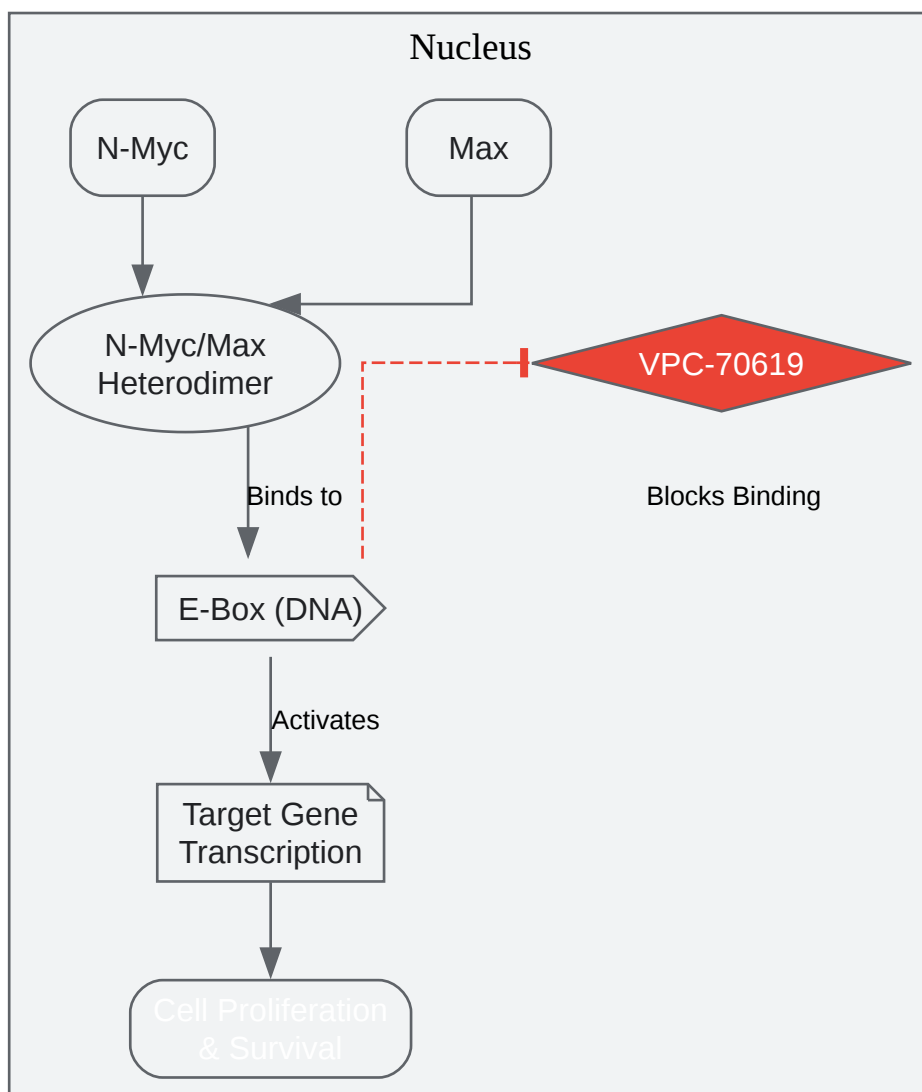 Nucleus
N-Myc
Max
N-Myc/Max
Heterodimer
VPC-70619
Binds to
Blocks Binding
E-Box (DNA)
Activates
Target Gene
Transcription
Cell Proliferation
& Survival